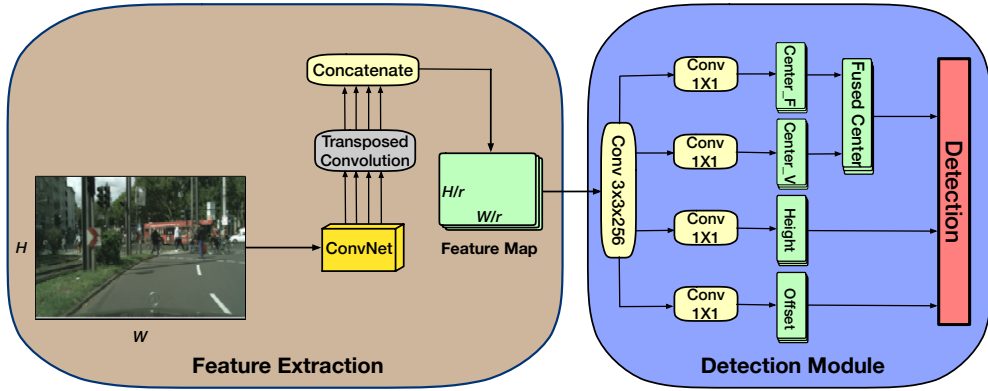 Concatenate
Transposed
Convolution
ConvNet
H
W
H/r
W/r
Feature Map
Feature Extraction
Conv 3x3x256
Conv
1X1
Conv
1X1
Conv
1X1
Conv
1X1
Center_F
Center_V
Height
Offset
Fused Center
Detection
Detection Module